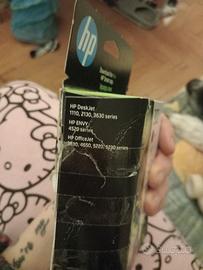 hp
HP DeskJet
1110, 2130, 3630 series
HP ENVY
4520 series
HP OfficeJet
3830, 4650, 5220, 5230 series